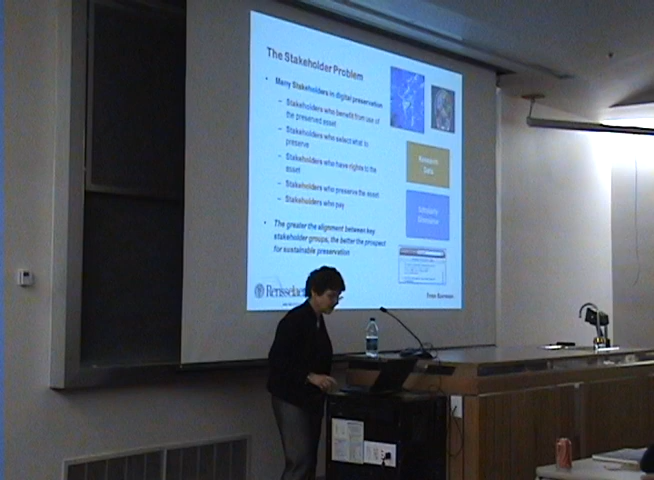 The Stakeholder Problem
• Many Stakeholders in digital preservation
– Stakeholders who benefit from use of
the preserved asset
– Stakeholders who select what to
preserve
– Stakeholders who have rights to the
asset
– Stakeholders who preserve the asset
– Stakeholders who pay
• The greater the alignment between key
stakeholder groups, the better the prospect
for sustainable preservation
Research
Data
Scholarly
Discourse
Rensselaer
Fran Berman